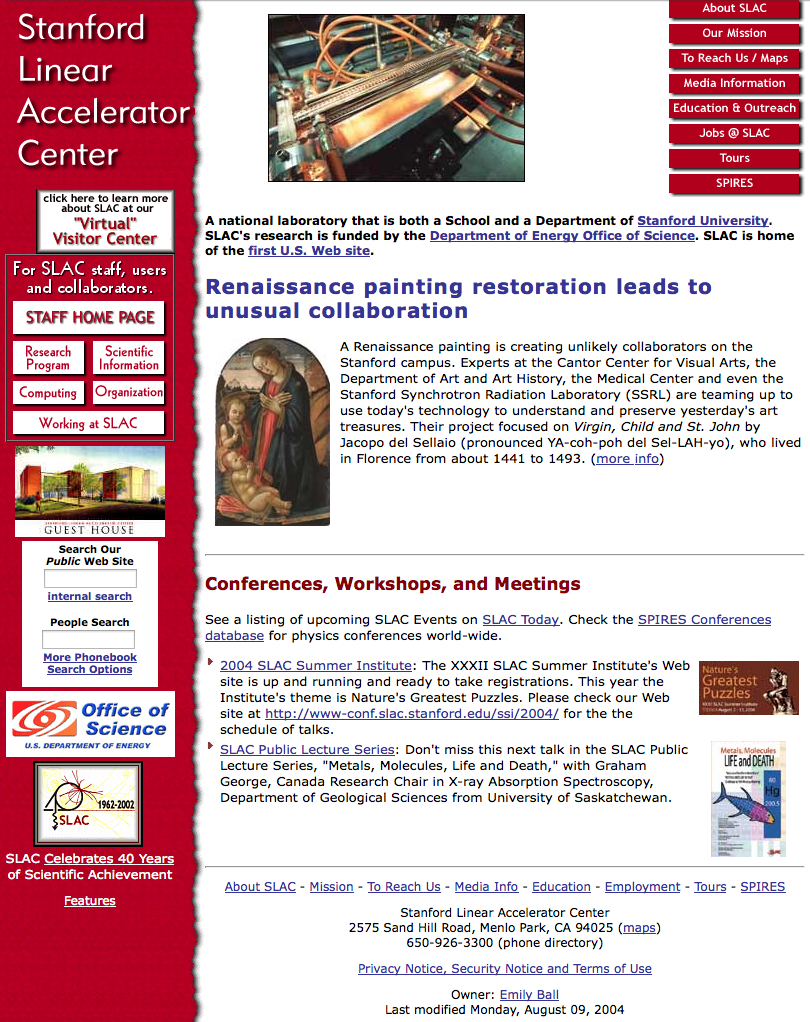 Stanford
Linear
Accelerator
Center
click here to learn more
about SLAC at our
"Virtual"
Visitor Center
For SLAC staff, users
and collaborators.
STAFF HOME PAGE
Research
Program
Scientific
Information
Computing
Organization
Working at SLAC
STANFORD LINEAR ACCELERATOR CENTER
GUEST HOUSE
Search Our
Public Web Site
internal search
People Search
More Phonebook
Search Options
Office of
Science
U.S. DEPARTMENT OF ENERGY
1962-2002
SLAC
SLAC Celebrates 40 Years
of Scientific Achievement
Features
About SLAC
Our Mission
To Reach Us / Maps
Media Information
Education & Outreach
Jobs @ SLAC
Tours
SPIRES
A national laboratory that is both a School and a Department of Stanford University.
SLAC's research is funded by the Department of Energy Office of Science. SLAC is home
of the first U.S. Web site.
Renaissance painting restoration leads to
unusual collaboration
A Renaissance painting is creating unlikely collaborators on the
Stanford campus. Experts at the Cantor Center for Visual Arts, the
Department of Art and Art History, the Medical Center and even the
Stanford Synchrotron Radiation Laboratory (SSRL) are teaming up to
use today's technology to understand and preserve yesterday's art
treasures. Their project focused on Virgin, Child and St. John by
Jacopo del Sellaio (pronounced YA-coh-poh del Sel-LAH-yo), who lived
in Florence from about 1441 to 1493. (more info)
Conferences, Workshops, and Meetings
See a listing of upcoming SLAC Events on SLAC Today. Check the SPIRES Conferences
database for physics conferences world-wide.
2004 SLAC Summer Institute: The XXXII SLAC Summer Institute's Web
site is up and running and ready to take registrations. This year the
Institute's theme is Nature's Greatest Puzzles. Please check our Web
site at http://www-conf.slac.stanford.edu/ssi/2004/ for the the
schedule of talks.
Nature's
Greatest
Puzzles
SLAC Public Lecture Series: Don't miss this next talk in the SLAC Public
Lecture Series, "Metals, Molecules, Life and Death," with Graham
George, Canada Research Chair in X-ray Absorption Spectroscopy,
Department of Geological Sciences from University of Saskatchewan.
Metals, Molecules
LIFE and DEATH
80
Hg
200.5
About SLAC - Mission - To Reach Us - Media Info - Education - Employment - Tours - SPIRES
Stanford Linear Accelerator Center
2575 Sand Hill Road, Menlo Park, CA 94025 (maps)
650-926-3300 (phone directory)
Privacy Notice, Security Notice and Terms of Use
Owner: Emily Ball
Last modified Monday, August 09, 2004